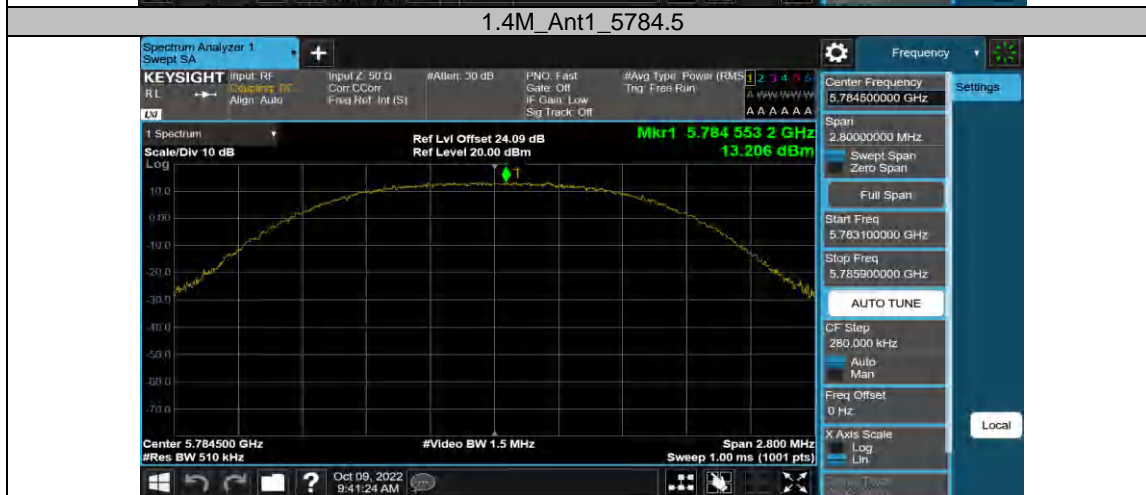 1.4M_Ant1_5784.5
Spectrum Analyzer 1
Swept SA
+
Frequency
KEYSIGHT
RL
LXI
Input: RF
Coupling: DC
Align: Auto
Input Z: 50 Ω
Corr CCorr
Freq Ref: Int (S)
#Atten: 30 dB
PNO: Fast
Gate: Off
IF Gain: Low
Sig Track: Off
#Avg Type: Power (RMS
Trig: Free Run
1 2 3 4 5 6
A W W W W W
A A A A A A
Center Frequency
5.784500000 GHz
Settings
1 Spectrum
Scale/Div 10 dB
Log
Ref Lvl Offset 24.09 dB
Ref Level 20.00 dBm
Mkr1 5.784 553 2 GHz
13.206 dBm
Span
2.80000000 MHz
Swept Span
Zero Span
Full Span
Start Freq
5.783100000 GHz
Stop Freq
5.785900000 GHz
AUTO TUNE
CF Step
280.000 kHz
Auto
Man
Freq Offset
0 Hz
X Axis Scale
Log
Lin
Local
1
10.0
0.00
-10.0
-20.0
-30.0
-40.0
-50.0
-60.0
-70.0
Center 5.784500 GHz
#Res BW 510 kHz
#Video BW 1.5 MHz
Span 2.800 MHz
Sweep 1.00 ms (1001 pts)
?
Oct 09, 2022
9:41:24 AM